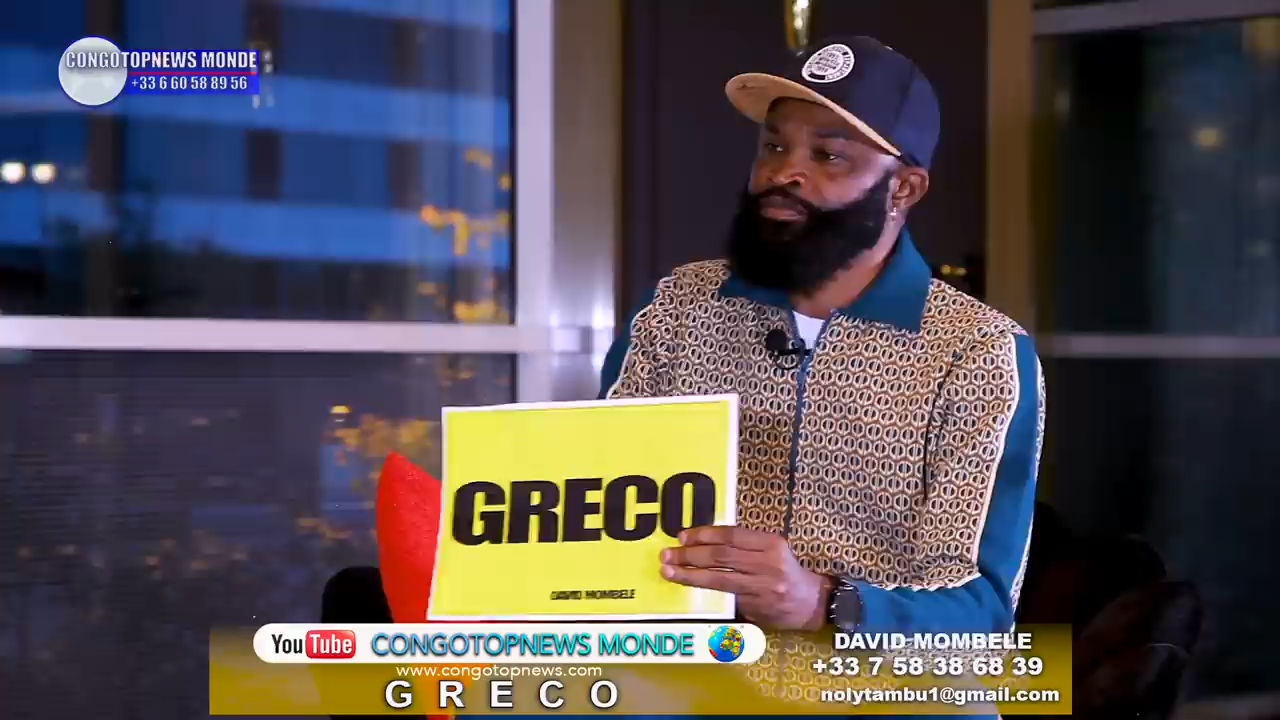 CONGOTOPNEWS MONDE
+33 6 60 58 89 56
GRECO
DAVID MOMBELE
YouTube CONGOTOPNEWS MONDE
www.congotopnews.com
GRECO
DAVID MOMBELE
+33 7 58 38 68 39
nolytambu1@gmail.com